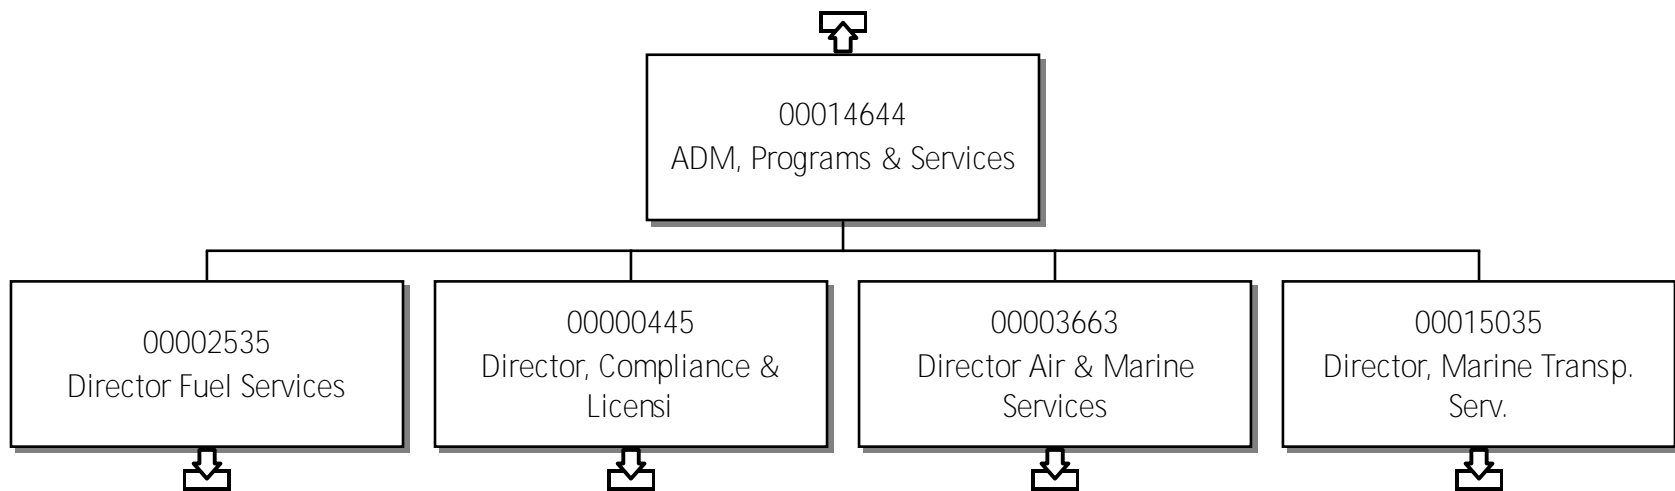 00014644
ADM, Programs & Services
00002535
Director Fuel Services
00000445
Director, Compliance &
Licensi
00003663
Director Air & Marine
Services
00015035
Director, Marine Transp.
Serv.